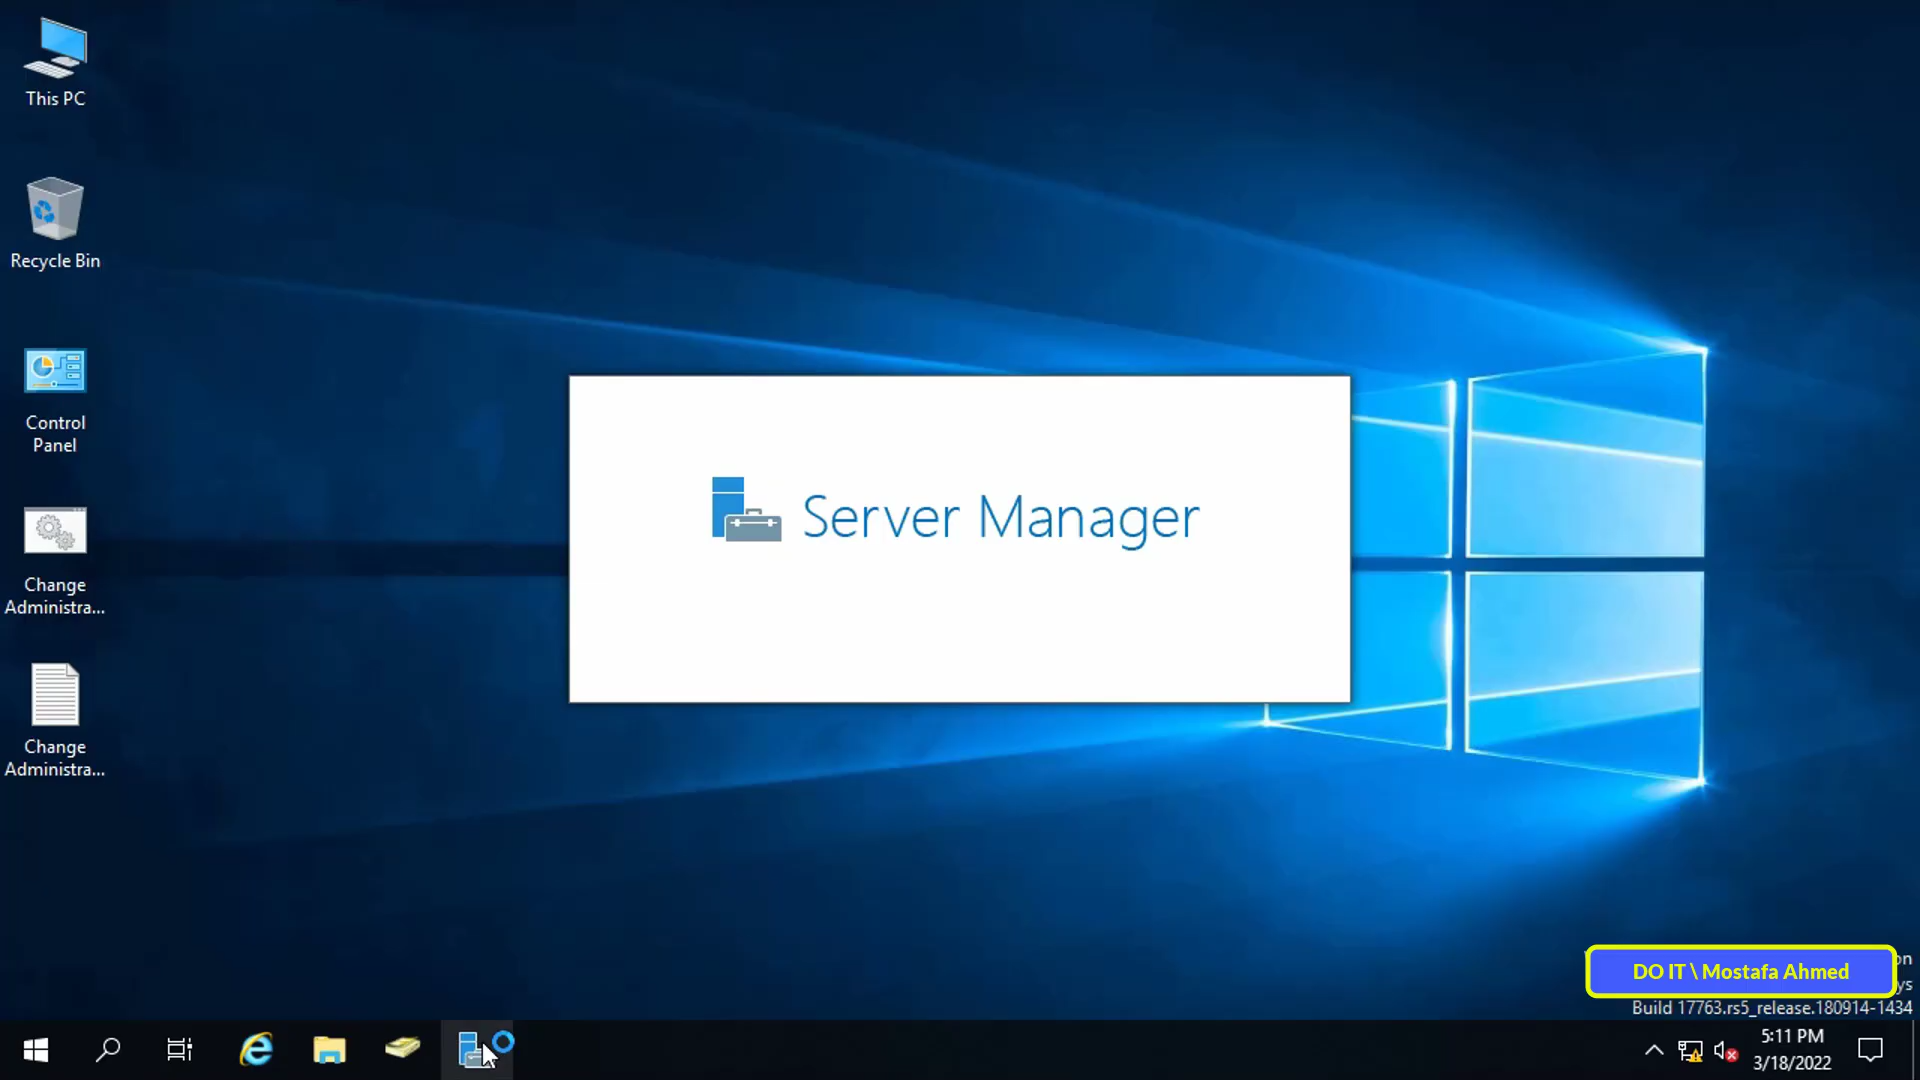 This PC
Recycle Bin
Control
Panel
Change
Administra...
Change
Administra...
Server Manager
DO IT \ Mostafa Ahmed
Build 17763.rs5_release.180914-1434
5:11 PM
3/18/2022